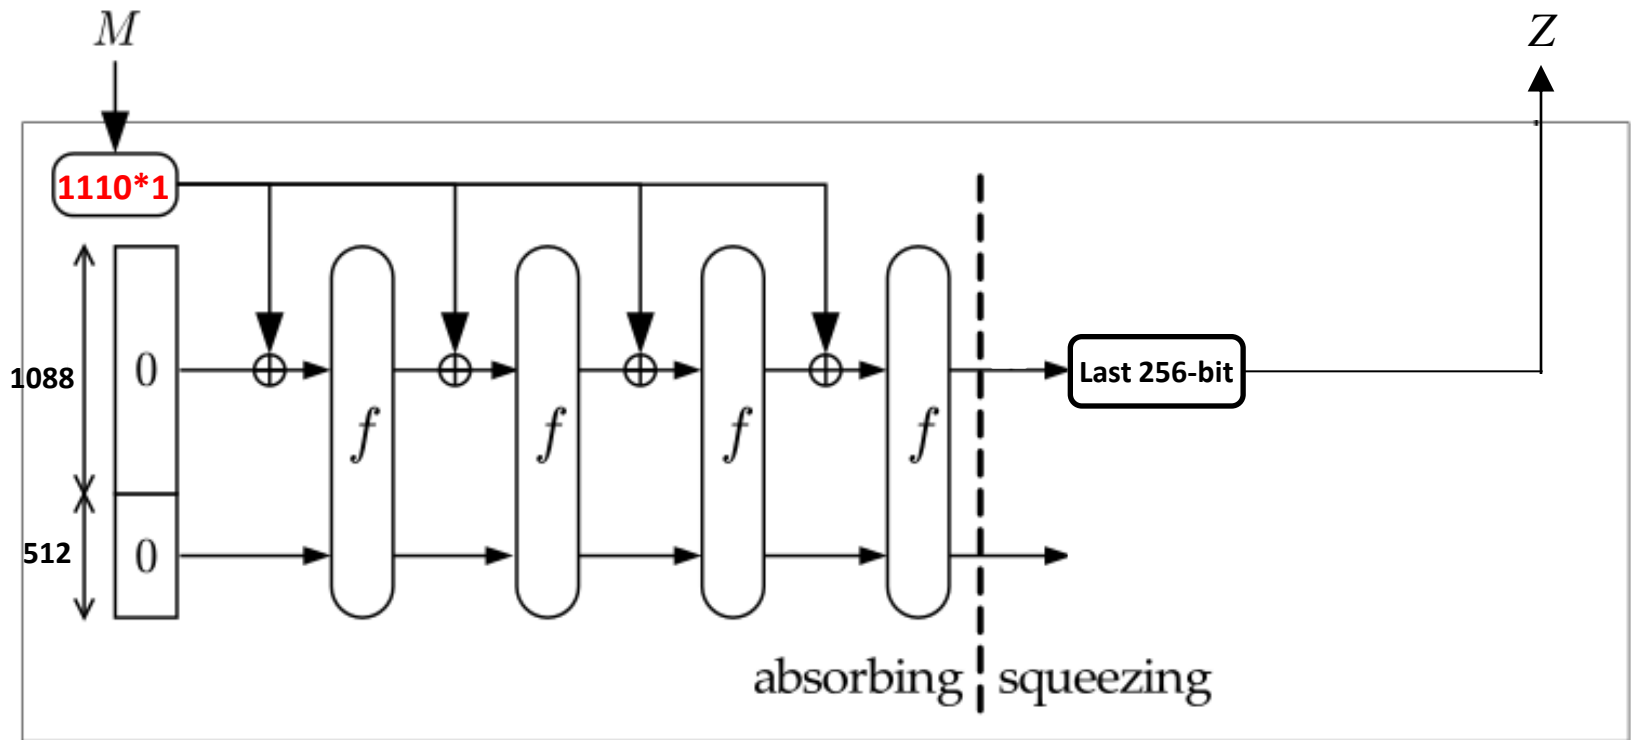 M
Z
1110*1
1088
0
f
f
f
f
Last 256-bit
512
0
absorbing
squeezing